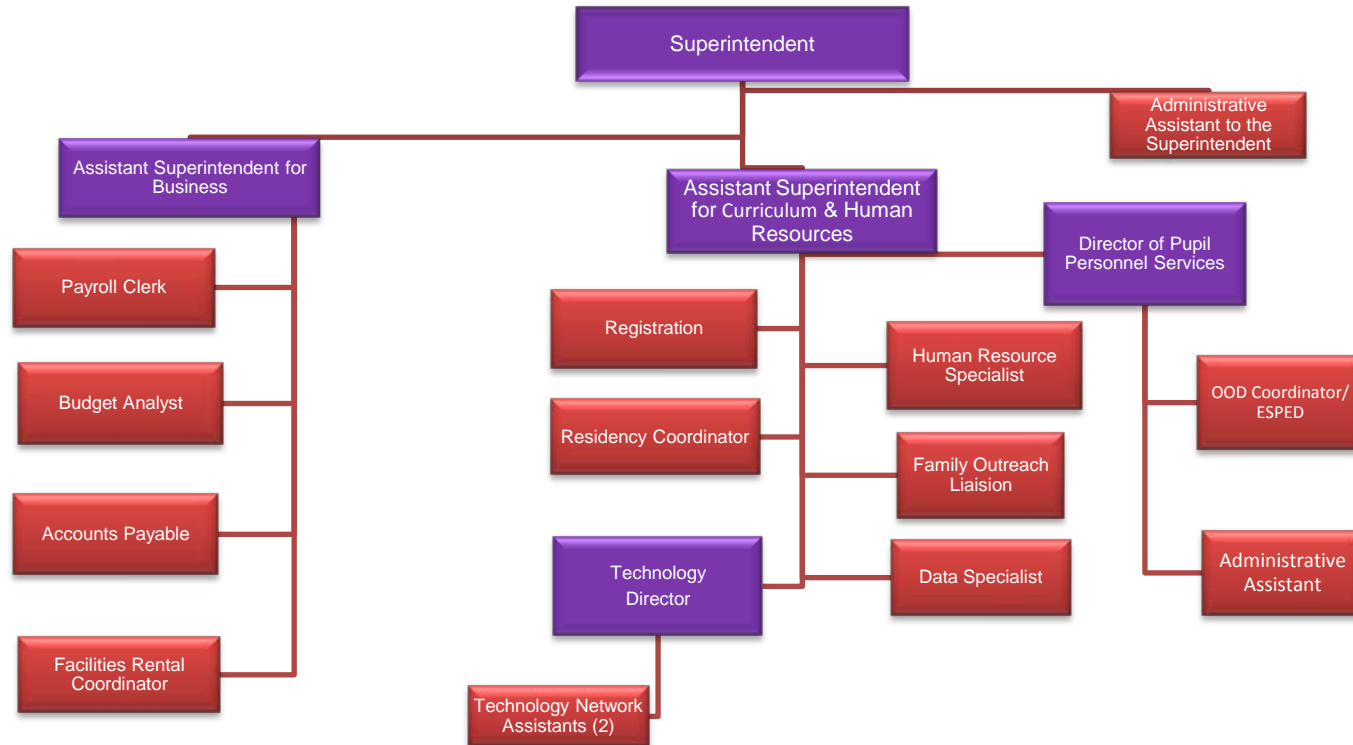 Superintendent
Administrative
Assistant to the
Superintendent
Assistant Superintendent for
Business
Assistant Superintendent
for Curriculum & Human
Resources
Director of Pupil
Personnel Services
Payroll Clerk
Registration
Human Resource
Specialist
OOD Coordinator/
ESPED
Budget Analyst
Residency Coordinator
Family Outreach
Liaision
Accounts Payable
Technology
Director
Data Specialist
Administrative
Assistant
Facilities Rental
Coordinator
Technology Network
Assistants (2)